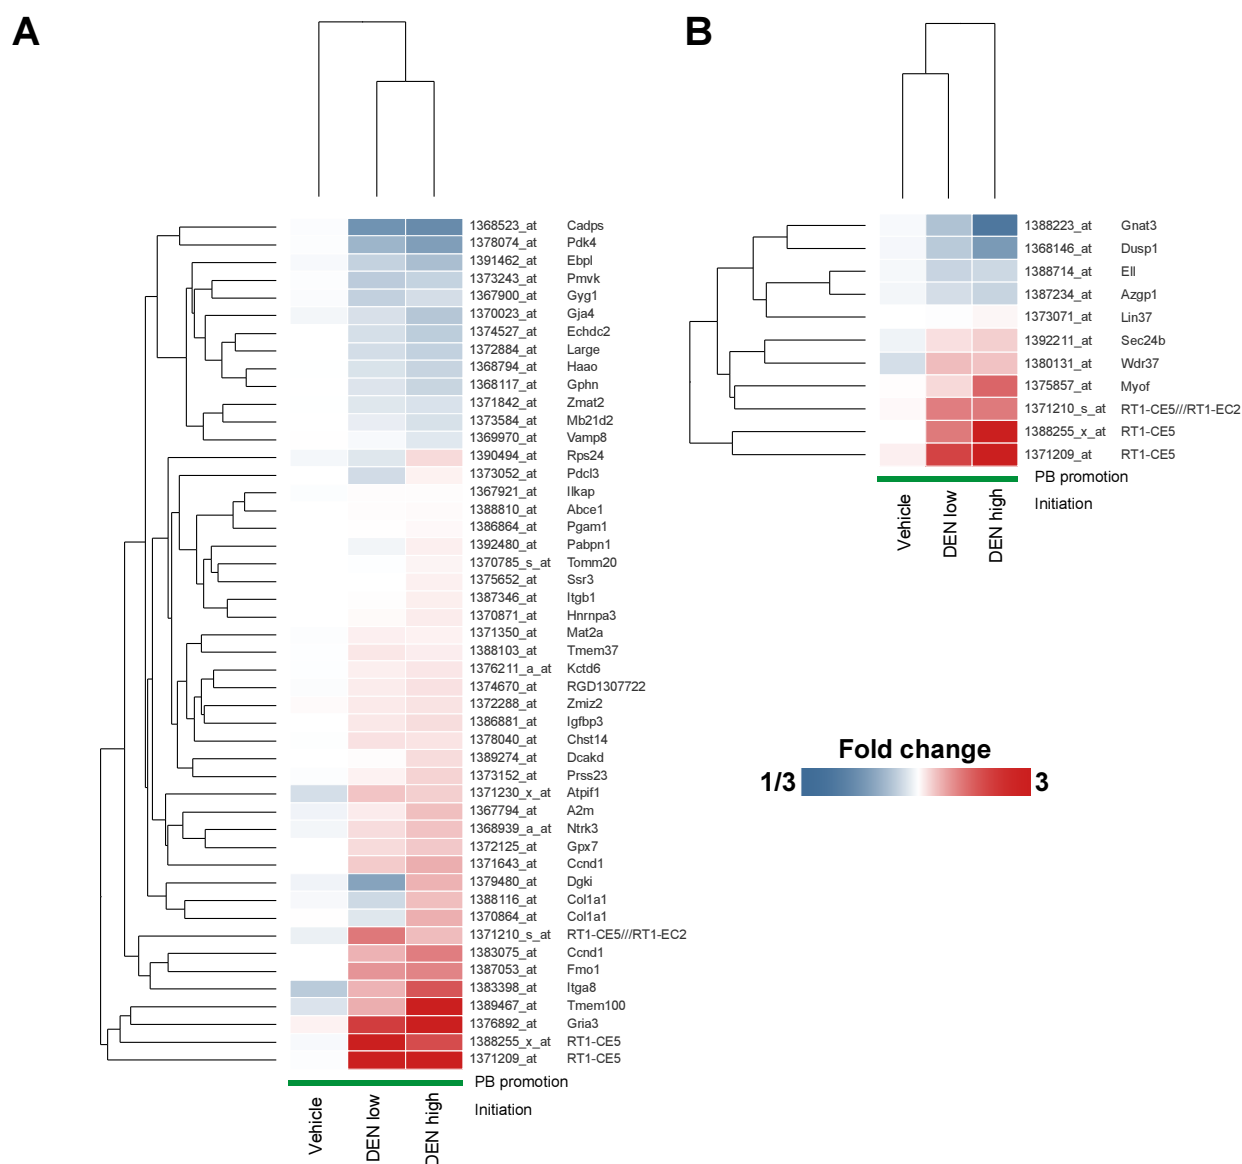 A
1368523_at Cadps
1378074_at Pdk4
1391462_at Ebpl
1373243_at Pmvk
1367900_at Gyg1
1370023_at Gja4
1374527_at Echdc2
1372884_at Large
1368794_at Haao
1368117_at Gphn
1371842_at Zmat2
1373584_at Mb21d2
1369970_at Vamp8
1390494_at Rps24
1373052_at Pdcl3
1367921_at Ilkap
1388810_at Abce1
1386864_at Pgam1
1392480_at Pabpn1
1370785_s_at Tomm20
1375652_at Ssr3
1387346_at Itgb1
1370871_at Hnrnpa3
1371350_at Mat2a
1388103_at Tmem37
1376211_a_at Kctd6
1374670_at RGD1307722
1372288_at Zmiz2
1386881_at Igfbp3
1378040_at Chst14
1389274_at Dcakd
1373152_at Prss23
1371230_x_at Atpif1
1367794_at A2m
1368939_a_at Ntrk3
1372125_at Gpx7
1371643_at Ccnd1
1379480_at Dgki
1388116_at Col1a1
1370864_at Col1a1
1371210_s_at RT1-CE5///RT1-EC2
1383075_at Ccnd1
1387053_at Fmo1
1383398_at Itga8
1389467_at Tmem100
1376892_at Gria3
1388255_x_at RT1-CE5
1371209_at RT1-CE5
PB promotion
Initiation
Vehicle
DEN low
DEN high
B
1388223_at Gnat3
1368146_at Dusp1
1388714_at Ell
1387234_at Azgp1
1373071_at Lin37
1392211_at Sec24b
1380131_at Wdr37
1375857_at Myof
1371210_s_at RT1-CE5///RT1-EC2
1388255_x_at RT1-CE5
1371209_at RT1-CE5
PB promotion
Initiation
Vehicle
DEN low
DEN high
Fold change
1/3 3